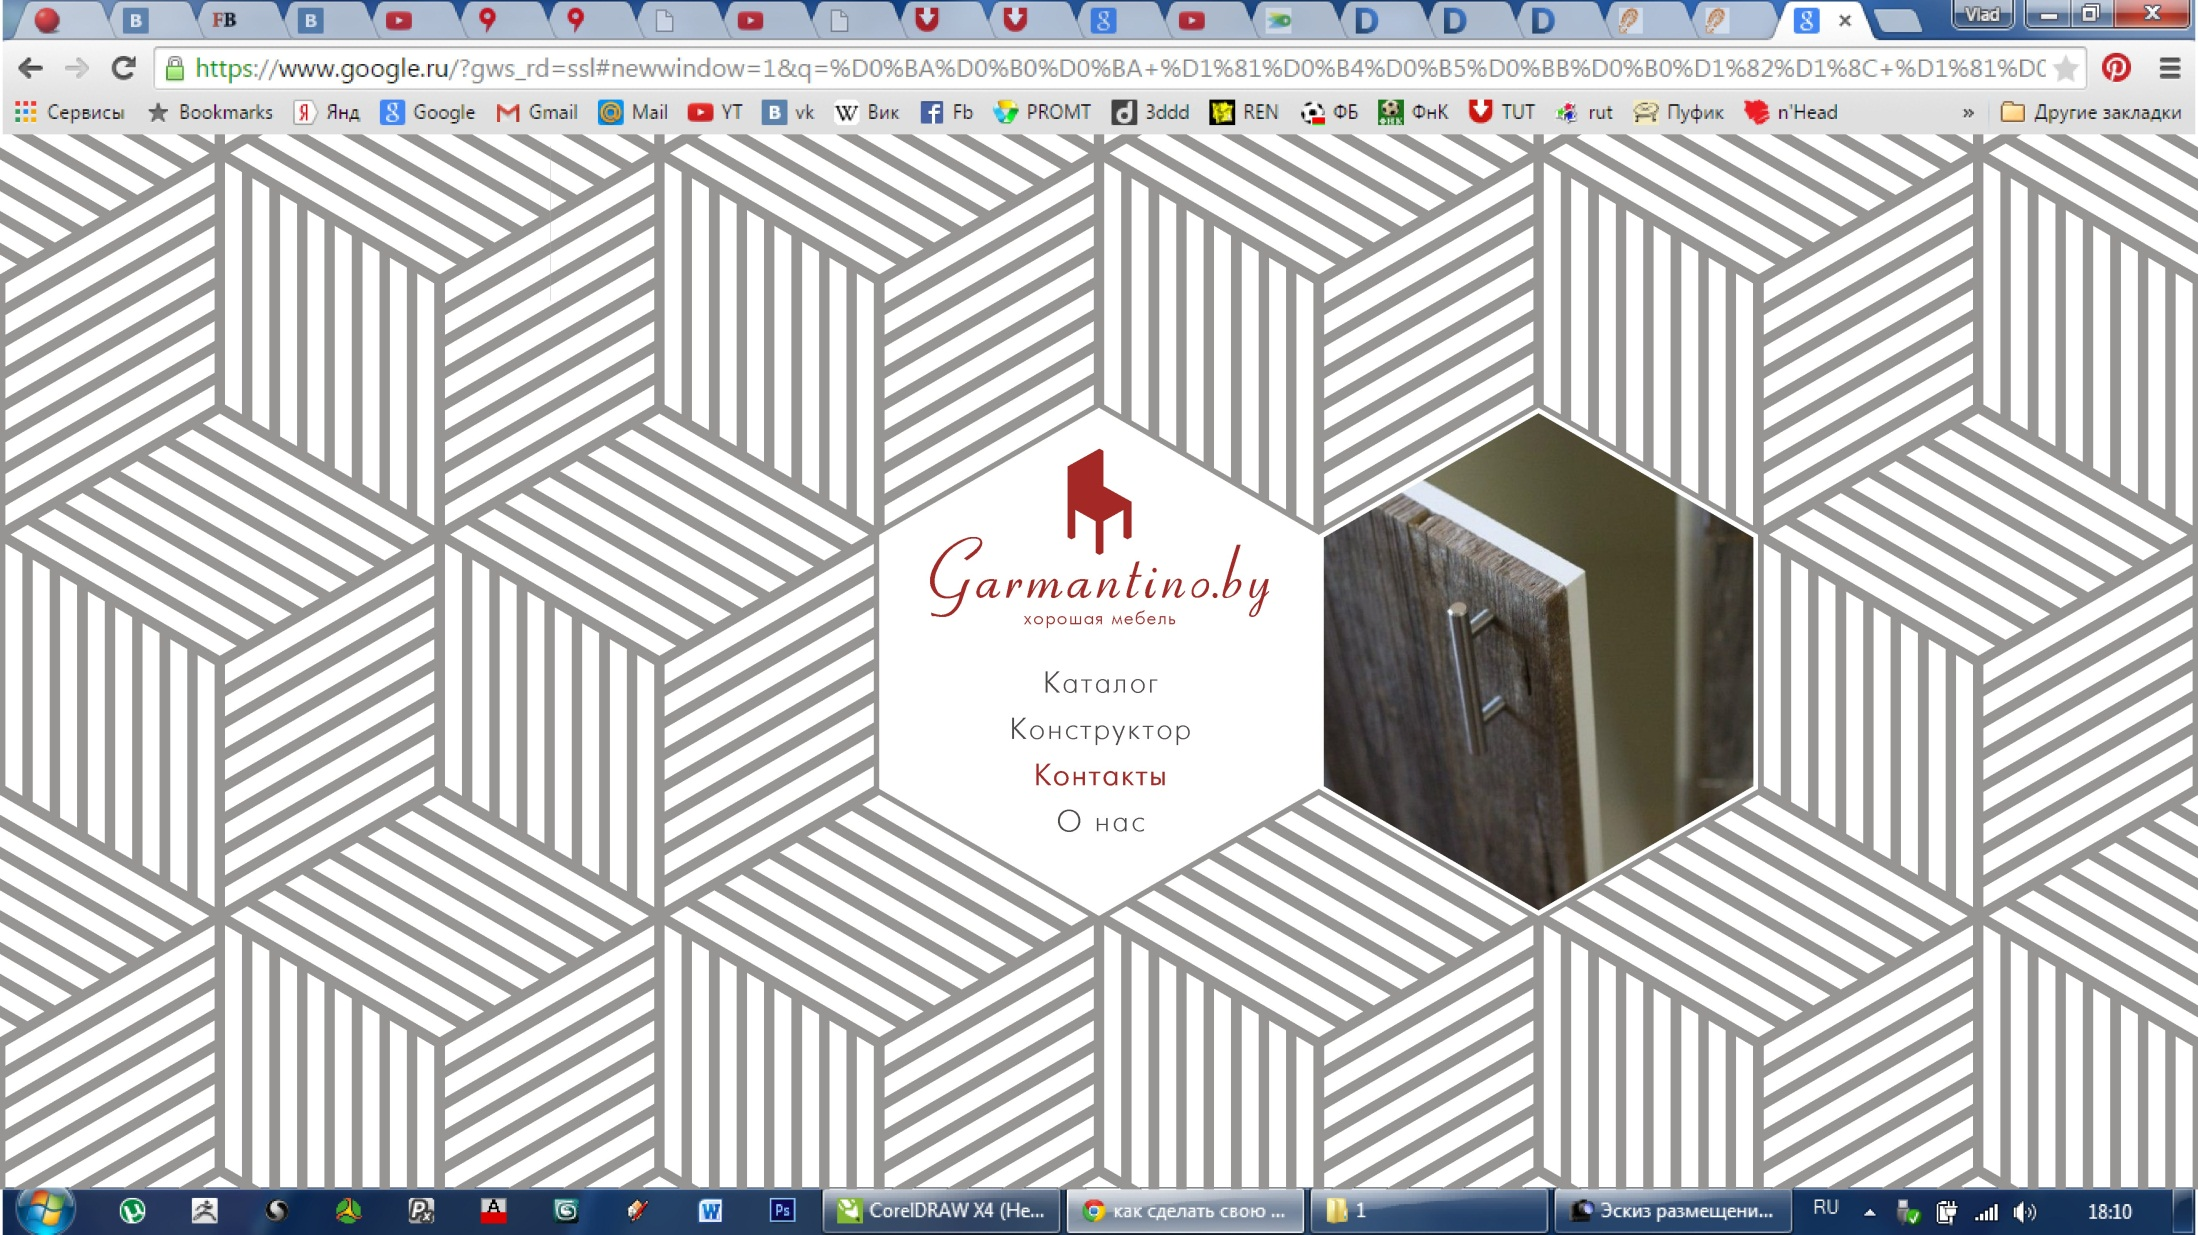 FB
Vlad
https://www.google.ru/?gws_rd=ssl#newwindow=1&q=%D0%BA%D0%B0%D0%BA+%D1%81%D0%B4%D0%B5%D0%BB%D0%B0%D1%82%D1%8C+%D1%81%D0
Сервисы Bookmarks Янд Google Gmail Mail YT vk Вик Fb PROMT 3ddd REN ФБ ФнК TUT rut Пуфик n'Head » Другие закладки
Garmantino.by
хорошая мебель
Каталог
Конструктор
Контакты
О нас
CorelDRAW X4 (Не... как сделать свою ... 1 Эскиз размещени... RU 18:10